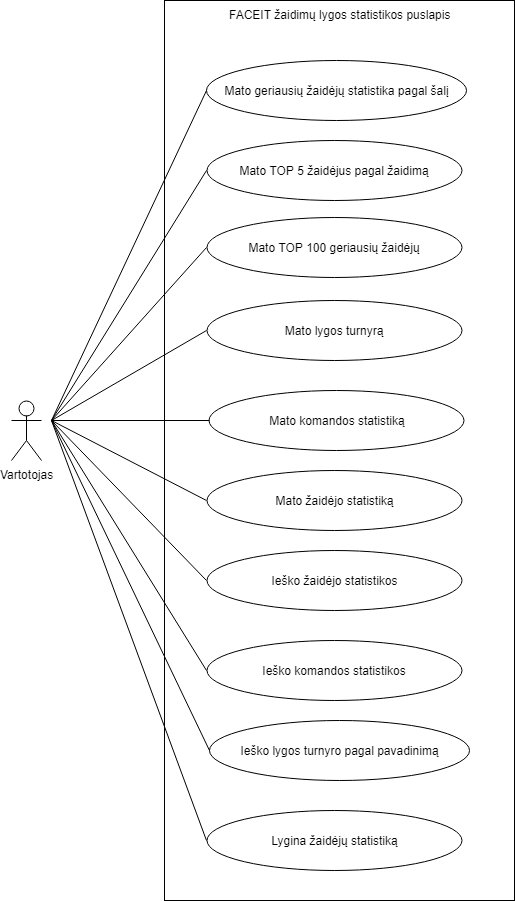 FACEIT žaidimų lygos statistikos puslapis
Mato geriausių žaidėjų statistika pagal šalį
Mato TOP 5 žaidėjus pagal žaidimą
Mato TOP 100 geriausių žaidėjų
Mato lygos turnyrą
Mato komandos statistiką
Mato žaidėjo statistiką
Ieško žaidėjo statistikos
Ieško komandos statistikos
Ieško lygos turnyro pagal pavadinimą
Lygina žaidėjų statistiką
Vartotojas